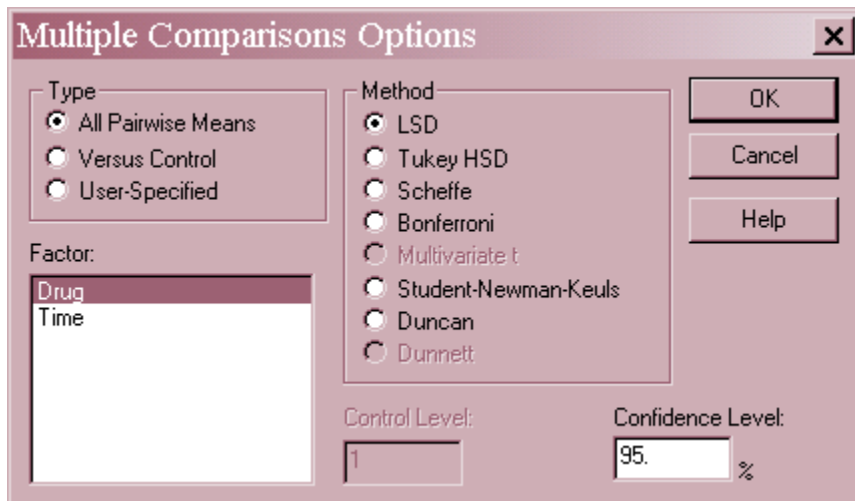 Multiple Comparisons Options
Type
All Pairwise Means
Versus Control
User-Specified
Factor:
Drug
Time
Method
LSD
Tukey HSD
Scheffe
Bonferroni
Multivariate t
Student-Newman-Keuls
Duncan
Dunnett
Control Level:
1
Confidence Level:
95. %
OK
Cancel
Help